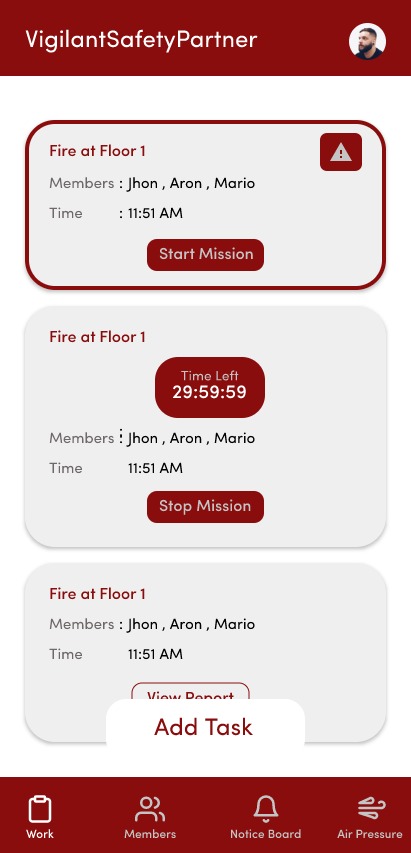 VigilantSafetyPartner
Fire at Floor 1
Members : Jhon , Aron , Mario
Time : 11:51 AM
Start Mission
Fire at Floor 1
Time Left
29:59:59
Members : Jhon , Aron , Mario
Time : 11:51 AM
Stop Mission
Fire at Floor 1
Members : Jhon , Aron , Mario
Time : 11:51 AM
View Report
Add Task
Work Members Notice Board Air Pressure